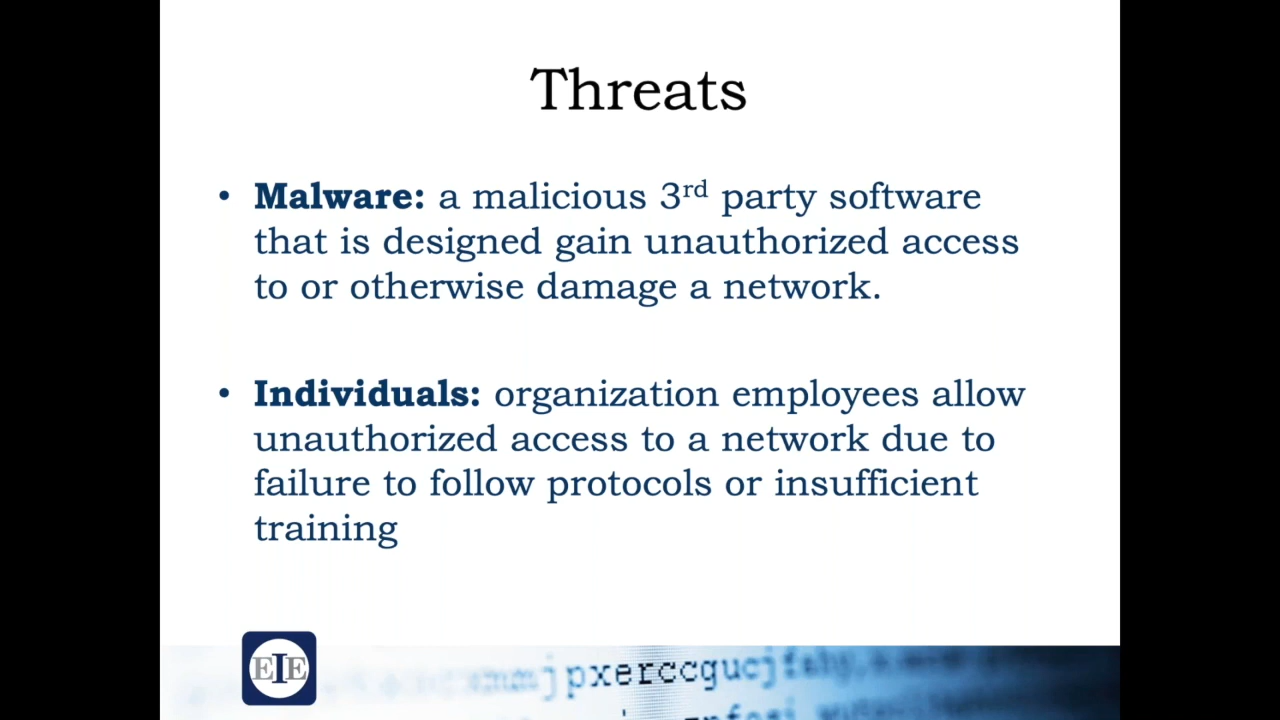 Threats
• Malware: a malicious 3rd party software
that is designed gain unauthorized access
to or otherwise damage a network.
• Individuals: organization employees allow
unauthorized access to a network due to
failure to follow protocols or insufficient
training
EIE
jpxerccgucj